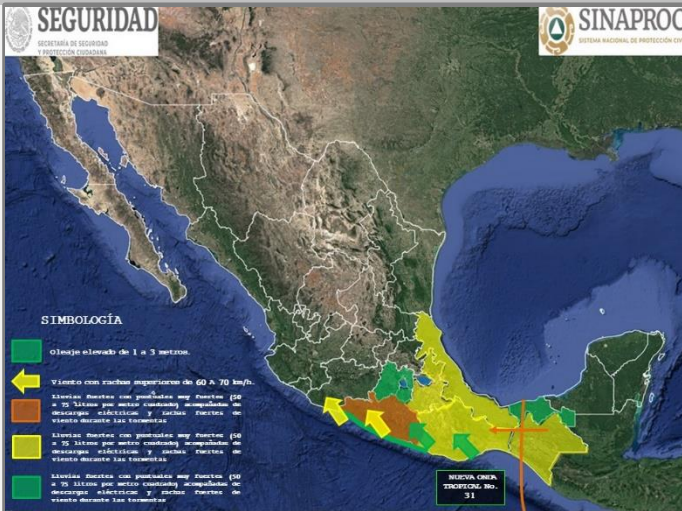 SEGURIDAD
SECRETARÍA DE SEGURIDAD
Y PROTECCIÓN CIUDADANA
SINAPROC
SISTEMA NACIONAL DE PROTECCIÓN CIV
SIMBOLOGÍA
Oleaje elevado de 1 a 3 metros.
Viento con rachas superiores de 60 A 70 km/h.
Lluvias fuertes con puntuales muy fuertes (50
a 75 litros por metro cuadrado) acompañadas de
descargas eléctricas y rachas fuertes de
viento durante las tormentas
Lluvias fuertes con puntuales muy fuertes (50
a 75 litros por metro cuadrado) acompañadas de
descargas eléctricas y rachas fuertes de
viento durante las tormentas
Lluvias fuertes con puntuales muy fuertes (50
a 75 litros por metro cuadrado) acompañadas de
descargas eléctricas y rachas fuertes de
viento durante las tormentas
NUEVA ONDA
TROPICAL No.
31